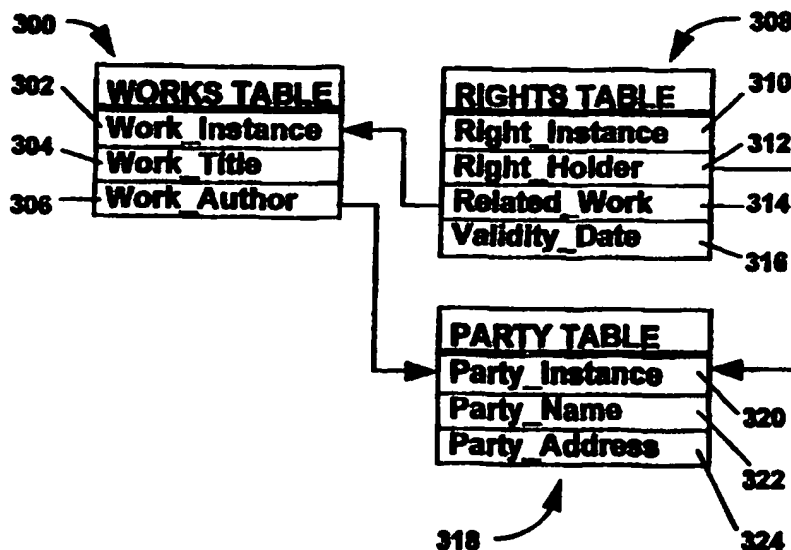 300
302
304
306
WORKS TABLE
Work_Instance
Work_Title
Work_Author
308
310
312
314
316
RIGHTS TABLE
Right_Instance
Right_Holder
Related_Work
Validity_Date
PARTY TABLE
Party_Instance
Party_Name
Party_Address
318
320
322
324